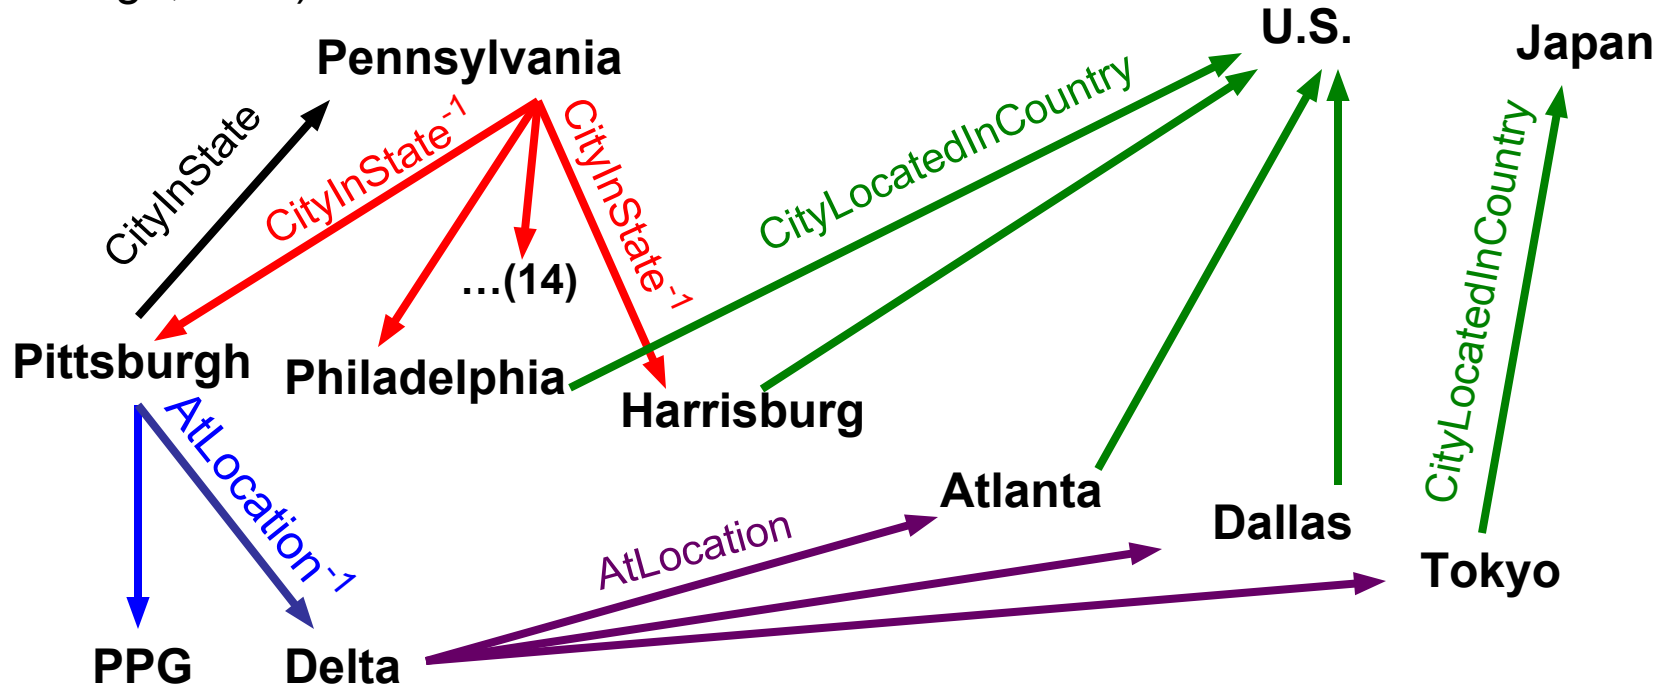 U.S.
Japan
Pennsylvania
CityInState
CityInState-1
CityInState-1
CityLocatedInCountry
CityLocatedInCountry
...(14)
Pittsburgh
Philadelphia
Harrisburg
AtLocation-1
AtLocation
Atlanta
Dallas
Tokyo
PPG
Delta